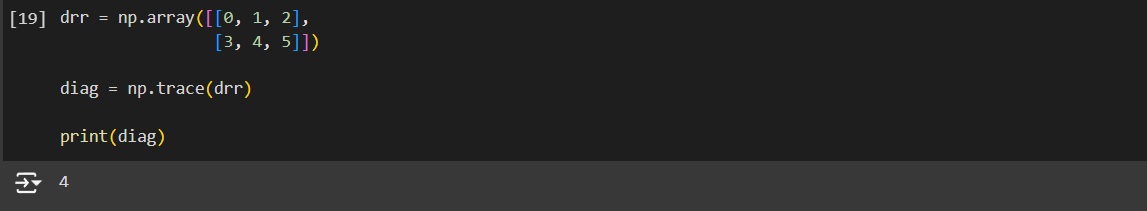 [19] drr = np.array([[0, 1, 2],
[3, 4, 5]])
diag = np.trace(drr)
print(diag)
4